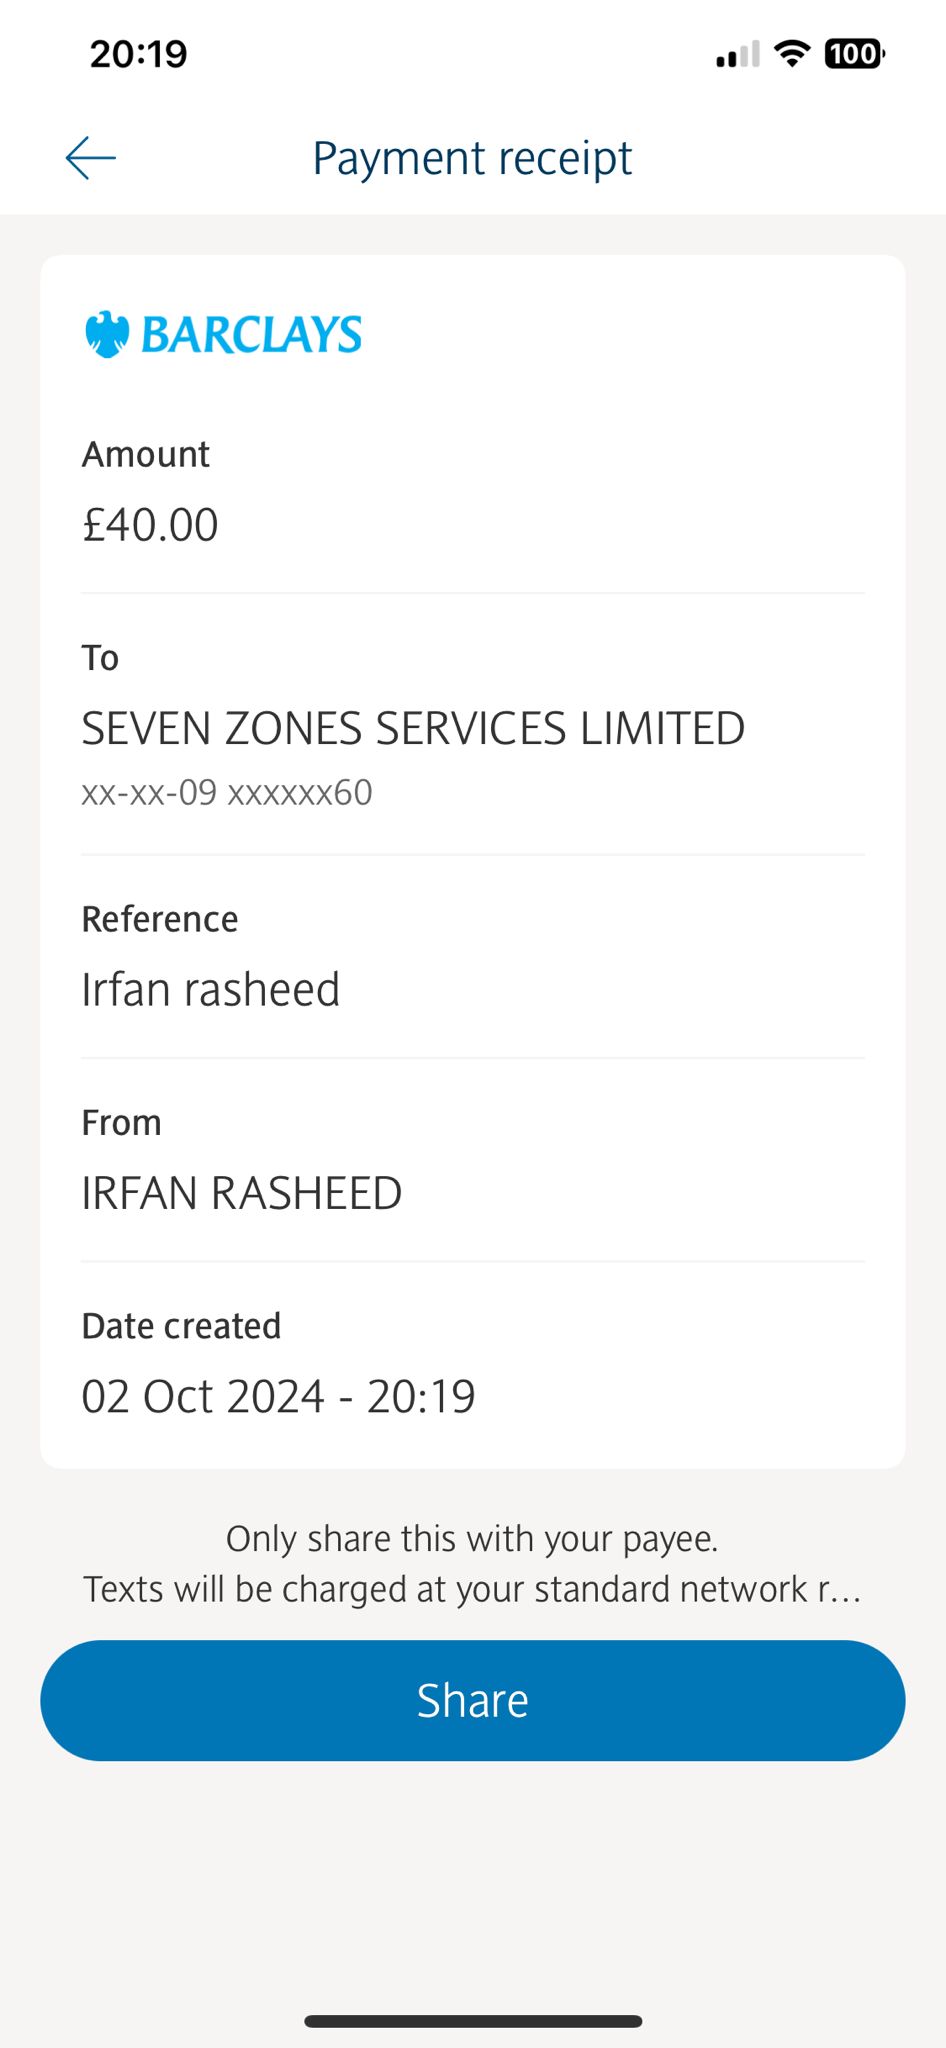 20:19
100
Payment receipt
BARCLAYS
Amount
£40.00
To
SEVEN ZONES SERVICES LIMITED
xx-xx-09 xxxxxx60
Reference
Irfan rasheed
From
IRFAN RASHEED
Date created
02 Oct 2024 - 20:19
Only share this with your payee.
Texts will be charged at your standard network r...
Share